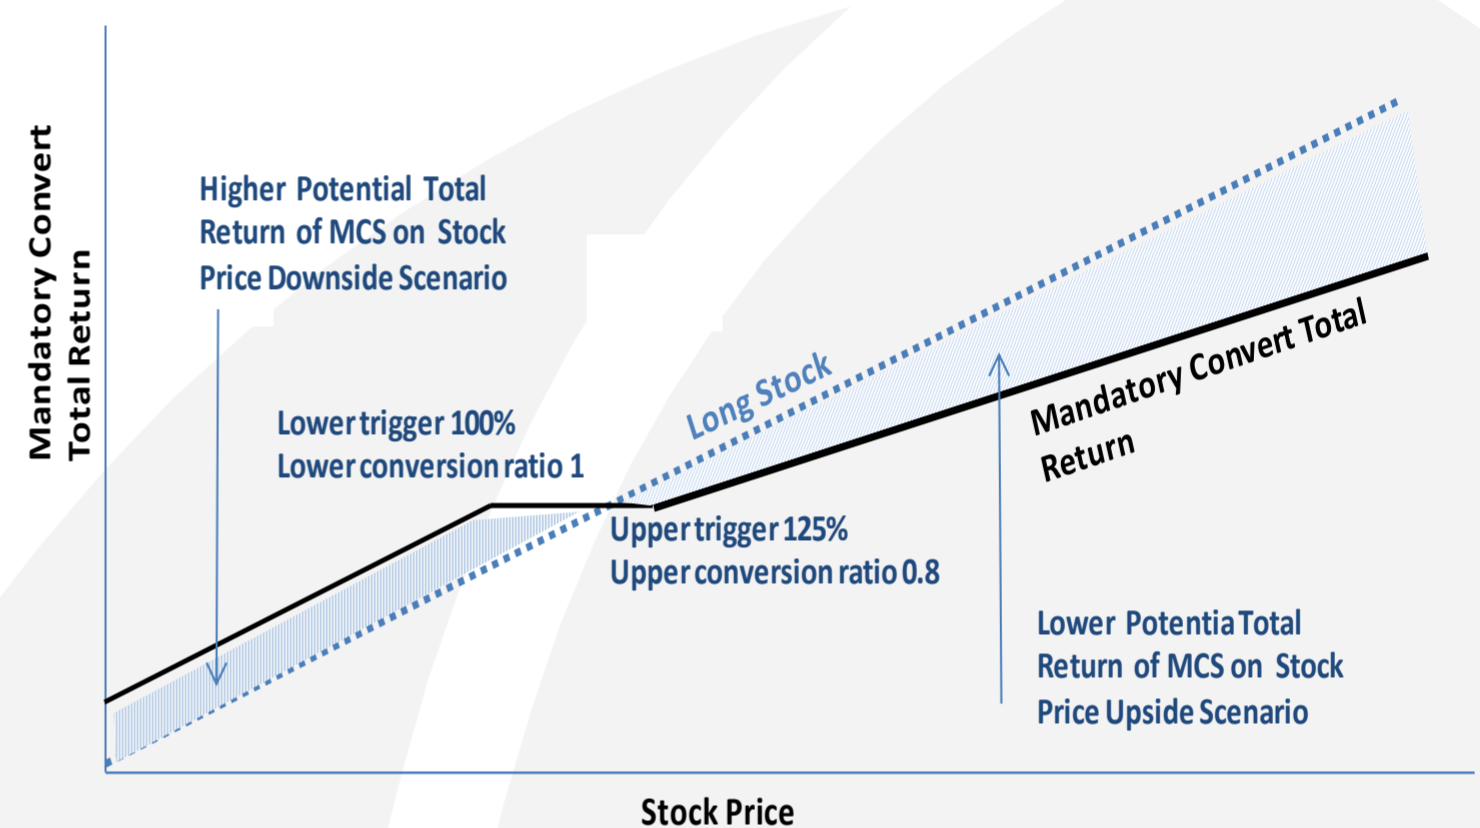 Mandatory Convert
Total Return
Higher Potential Total
Return of MCS on Stock
Price Downside Scenario
Lower trigger 100%
Lower conversion ratio 1
Long Stock
Upper trigger 125%
Upper conversion ratio 0.8
Mandatory Convert Total
Return
Lower Potentia Total
Return of MCS on Stock
Price Upside Scenario
Stock Price